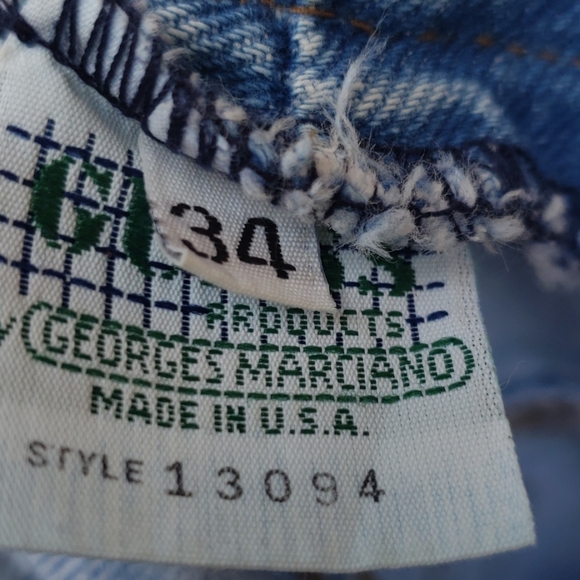 34
PRODUCTS
GEORGES MARCIANO
MADE IN U.S.A.
STYLE 13094